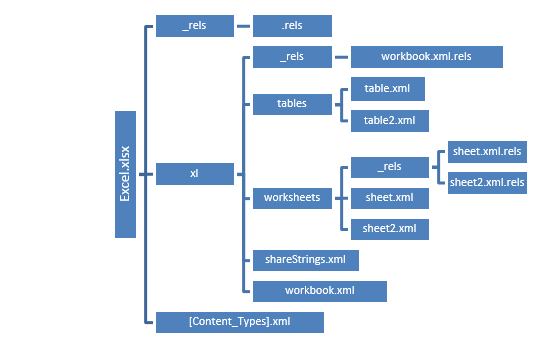 Excel.xlsx
_rels
.rels
xl
_rels
workbook.xml.rels
tables
table.xml
table2.xml
worksheets
_rels
sheet.xml.rels
sheet2.xml.rels
sheet.xml
sheet2.xml
shareStrings.xml
workbook.xml
[Content_Types].xml